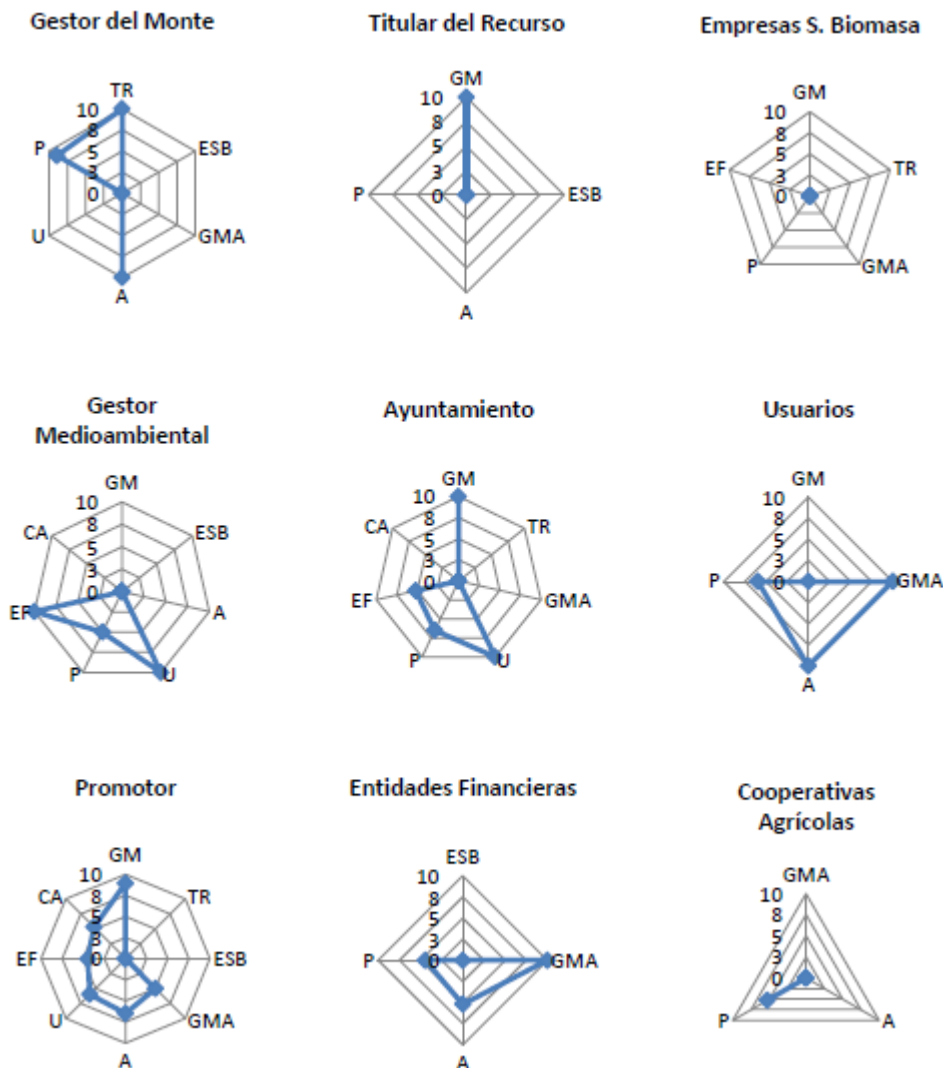 Gestor del Monte
TR
10
8
5
3
0
P
ESB
U
GMA
A
Titular del Recurso
GM
10
8
5
3
0
P
ESB
A
Empresas S. Biomasa
GM
10
8
5
3
0
EF
TR
P
GMA
Gestor
Medioambiental
GM
10
8
5
3
0
CA
ESB
EF
A
P
U
Ayuntamiento
GM
10
8
5
3
0
CA
TR
EF
GMA
P
U
Usuarios
GM
10
8
5
3
0
P
GMA
A
Promotor
GM
10
8
5
3
0
CA
TR
EF
ESB
U
GMA
A
Entidades Financieras
ESB
10
8
5
3
0
P
GMA
A
Cooperativas
Agrícolas
GMA
10
8
5
3
0
P
A